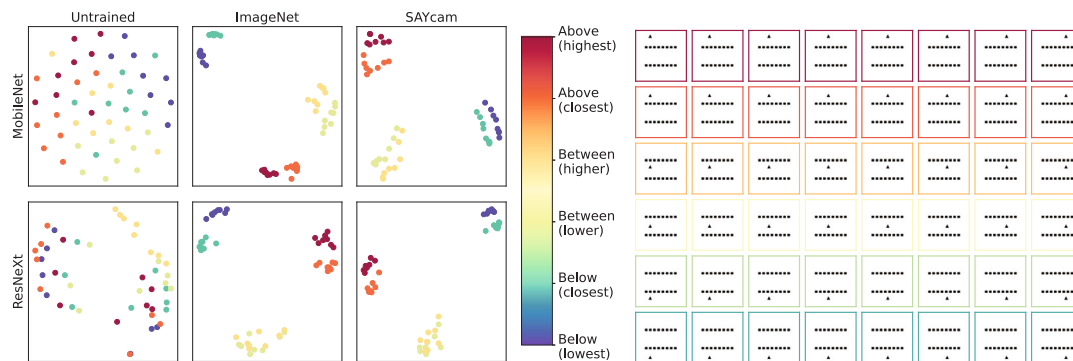 Untrained
ImageNet
SAYcam
MobileNet
ResNeXt
Above
(highest)
Above
(closest)
Between
(higher)
Between
(lower)
Below
(closest)
Below
(lowest)